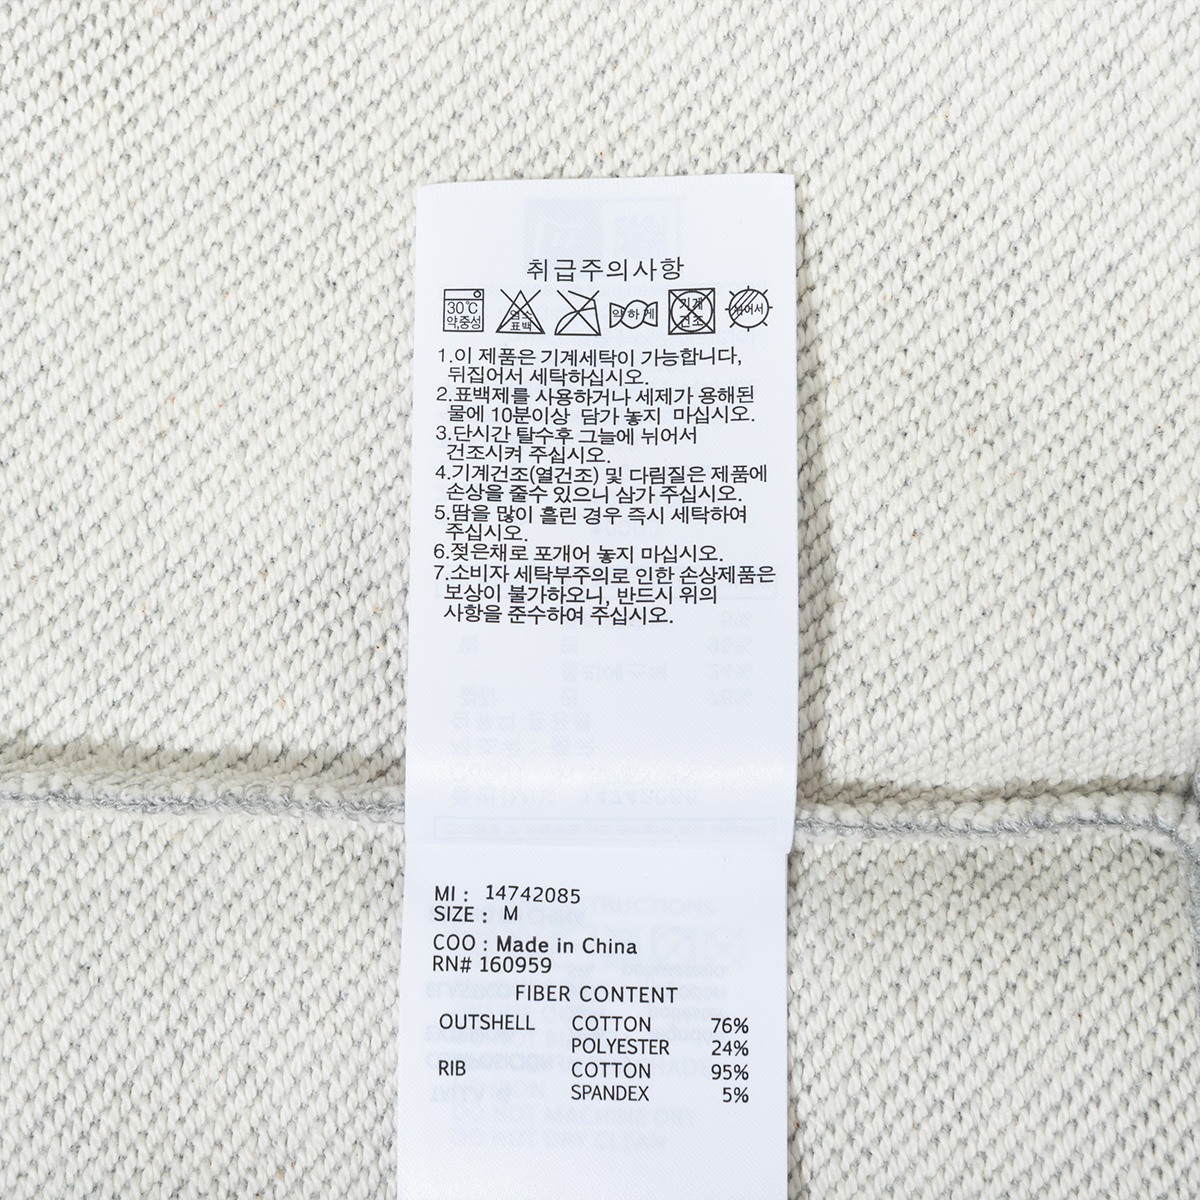 취급주의사항
30℃ 약,중성 염소 표백 약하게 기계 건조 뉘어서
1.이 제품은 기계세탁이 가능합니다,
뒤집어서 세탁하십시오.
2.표백제를 사용하거나 세제가 용해된
물에 10분이상 담가 놓지 마십시오.
3.단시간 탈수후 그늘에 뉘어서
건조시켜 주십시오.
4.기계건조(열건조) 및 다림질은 제품에
손상을 줄수 있으니 삼가 주십시오.
5.땀을 많이 흘린 경우 즉시 세탁하여
주십시오.
6.젖은채로 포개어 놓지 마십시오.
7.소비자 세탁부주의로 인한 손상제품은
보상이 불가하오니, 반드시 위의
사항을 준수하여 주십시오.
MI : 14742085
SIZE : M
COO : Made in China
RN# 160959
FIBER CONTENT
OUTSHELL COTTON 76%
POLYESTER 24%
RIB COTTON 95%
SPANDEX 5%